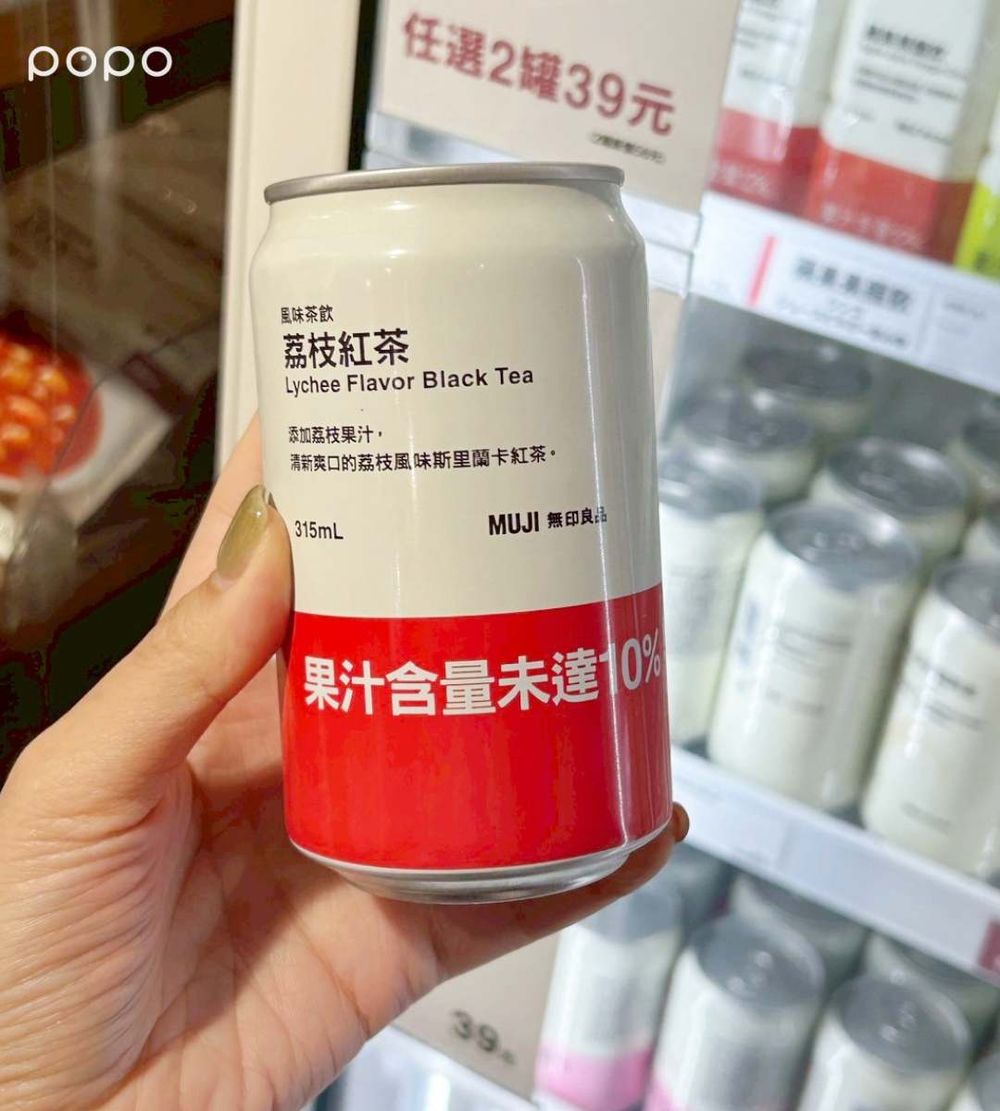 popo
任選2罐39元
風味茶飲
荔枝紅茶
Lychee Flavor Black Tea
添加荔枝果汁，
清新爽口的荔枝風味斯里蘭卡紅茶。
315mL
MUJI 無印良品
果汁含量未達10%
39